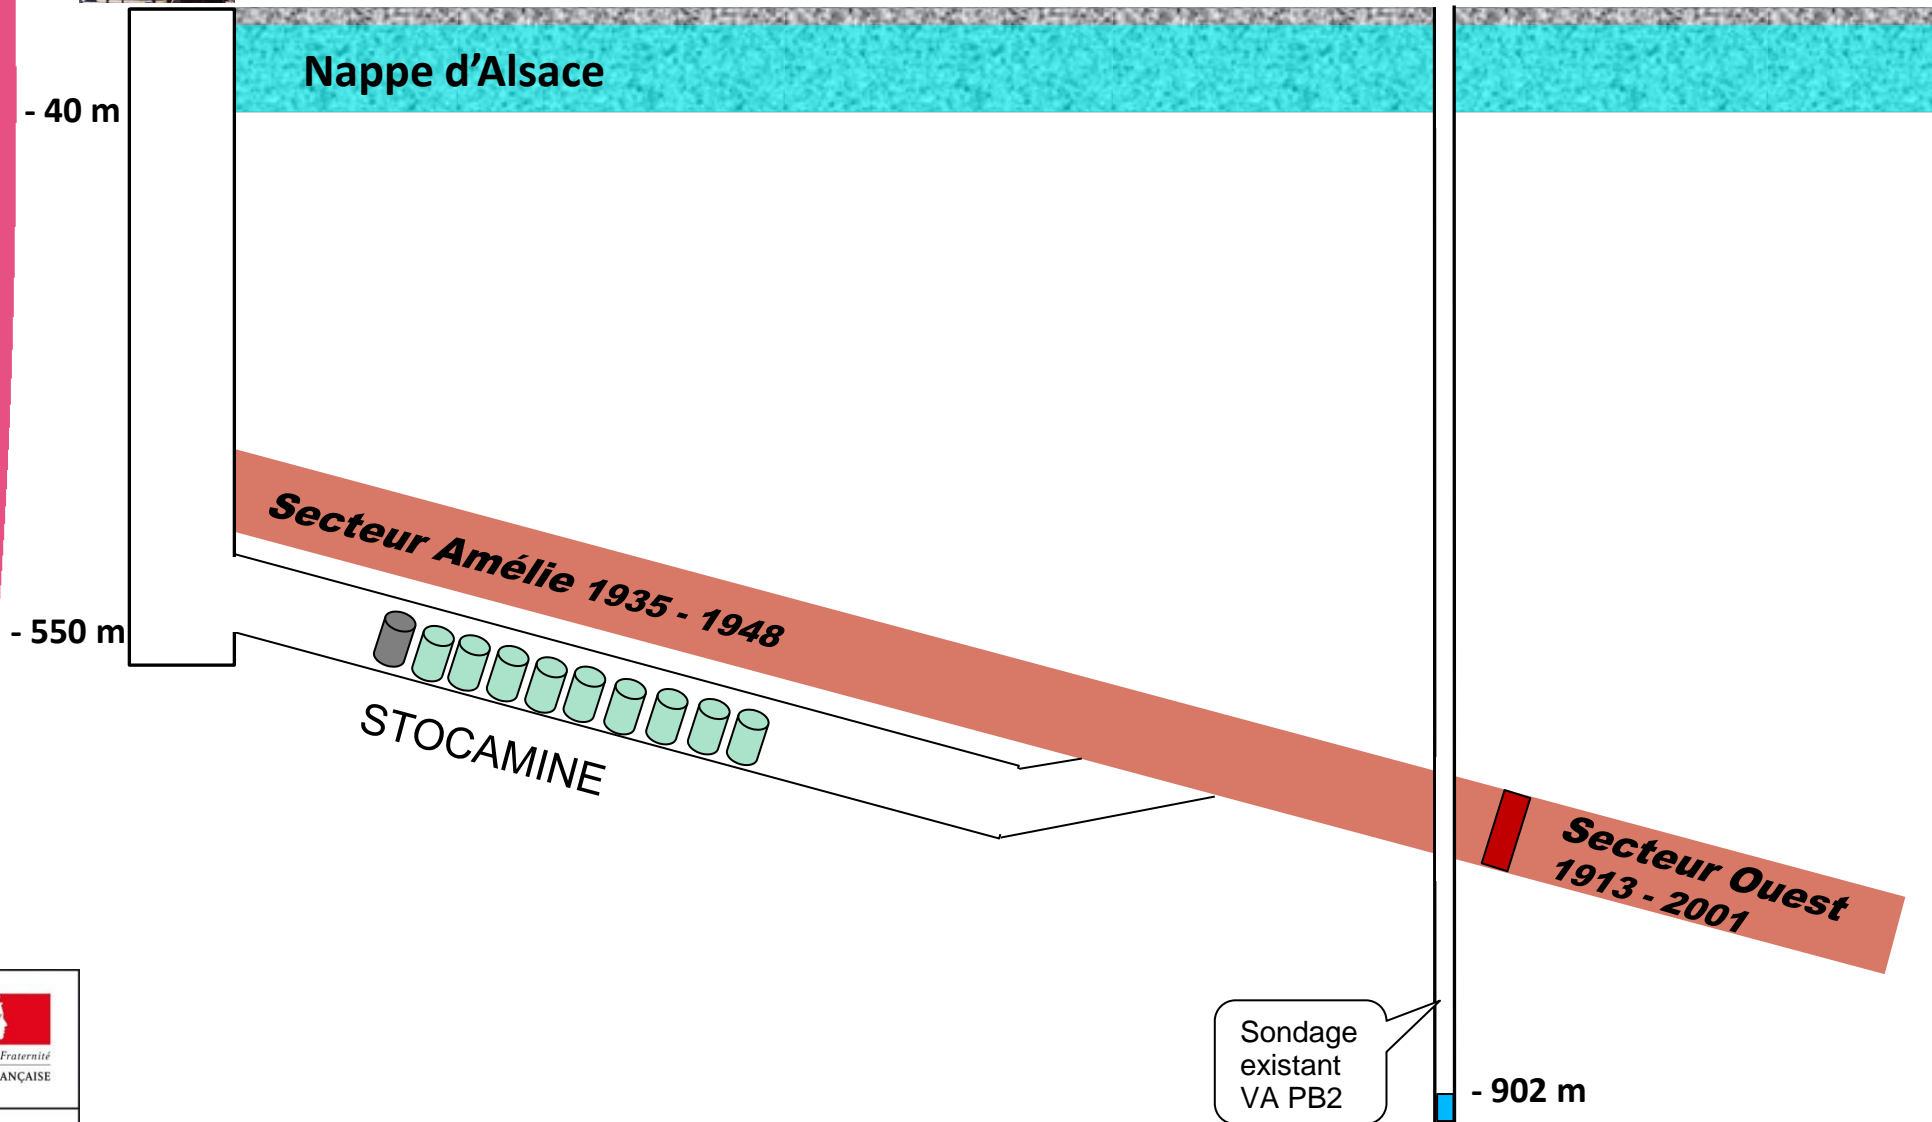 Nappe d’Alsace
- 40 m
Secteur Amélie 1935 - 1948
- 550 m
STOCAMINE
Secteur Ouest
1913 - 2001
Sondage
existant
VA PB2
- 902 m
Fraternité
ANÇAISE